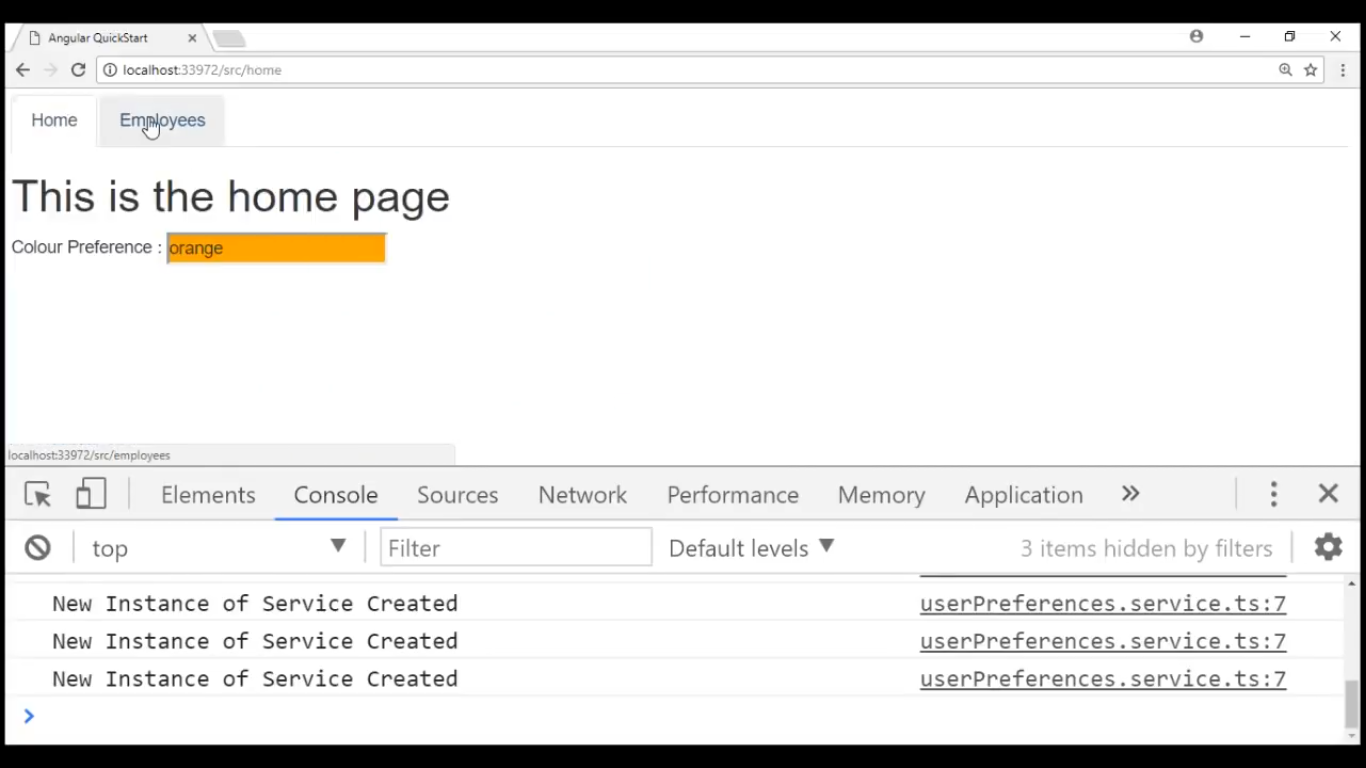 Angular QuickStart
localhost:33972/src/home
Home Employees
This is the home page
Colour Preference : orange
localhost:33972/src/employees
Elements Console Sources Network Performance Memory Application
top Filter Default levels 3 items hidden by filters
New Instance of Service Created userPreferences.service.ts:7
New Instance of Service Created userPreferences.service.ts:7
New Instance of Service Created userPreferences.service.ts:7